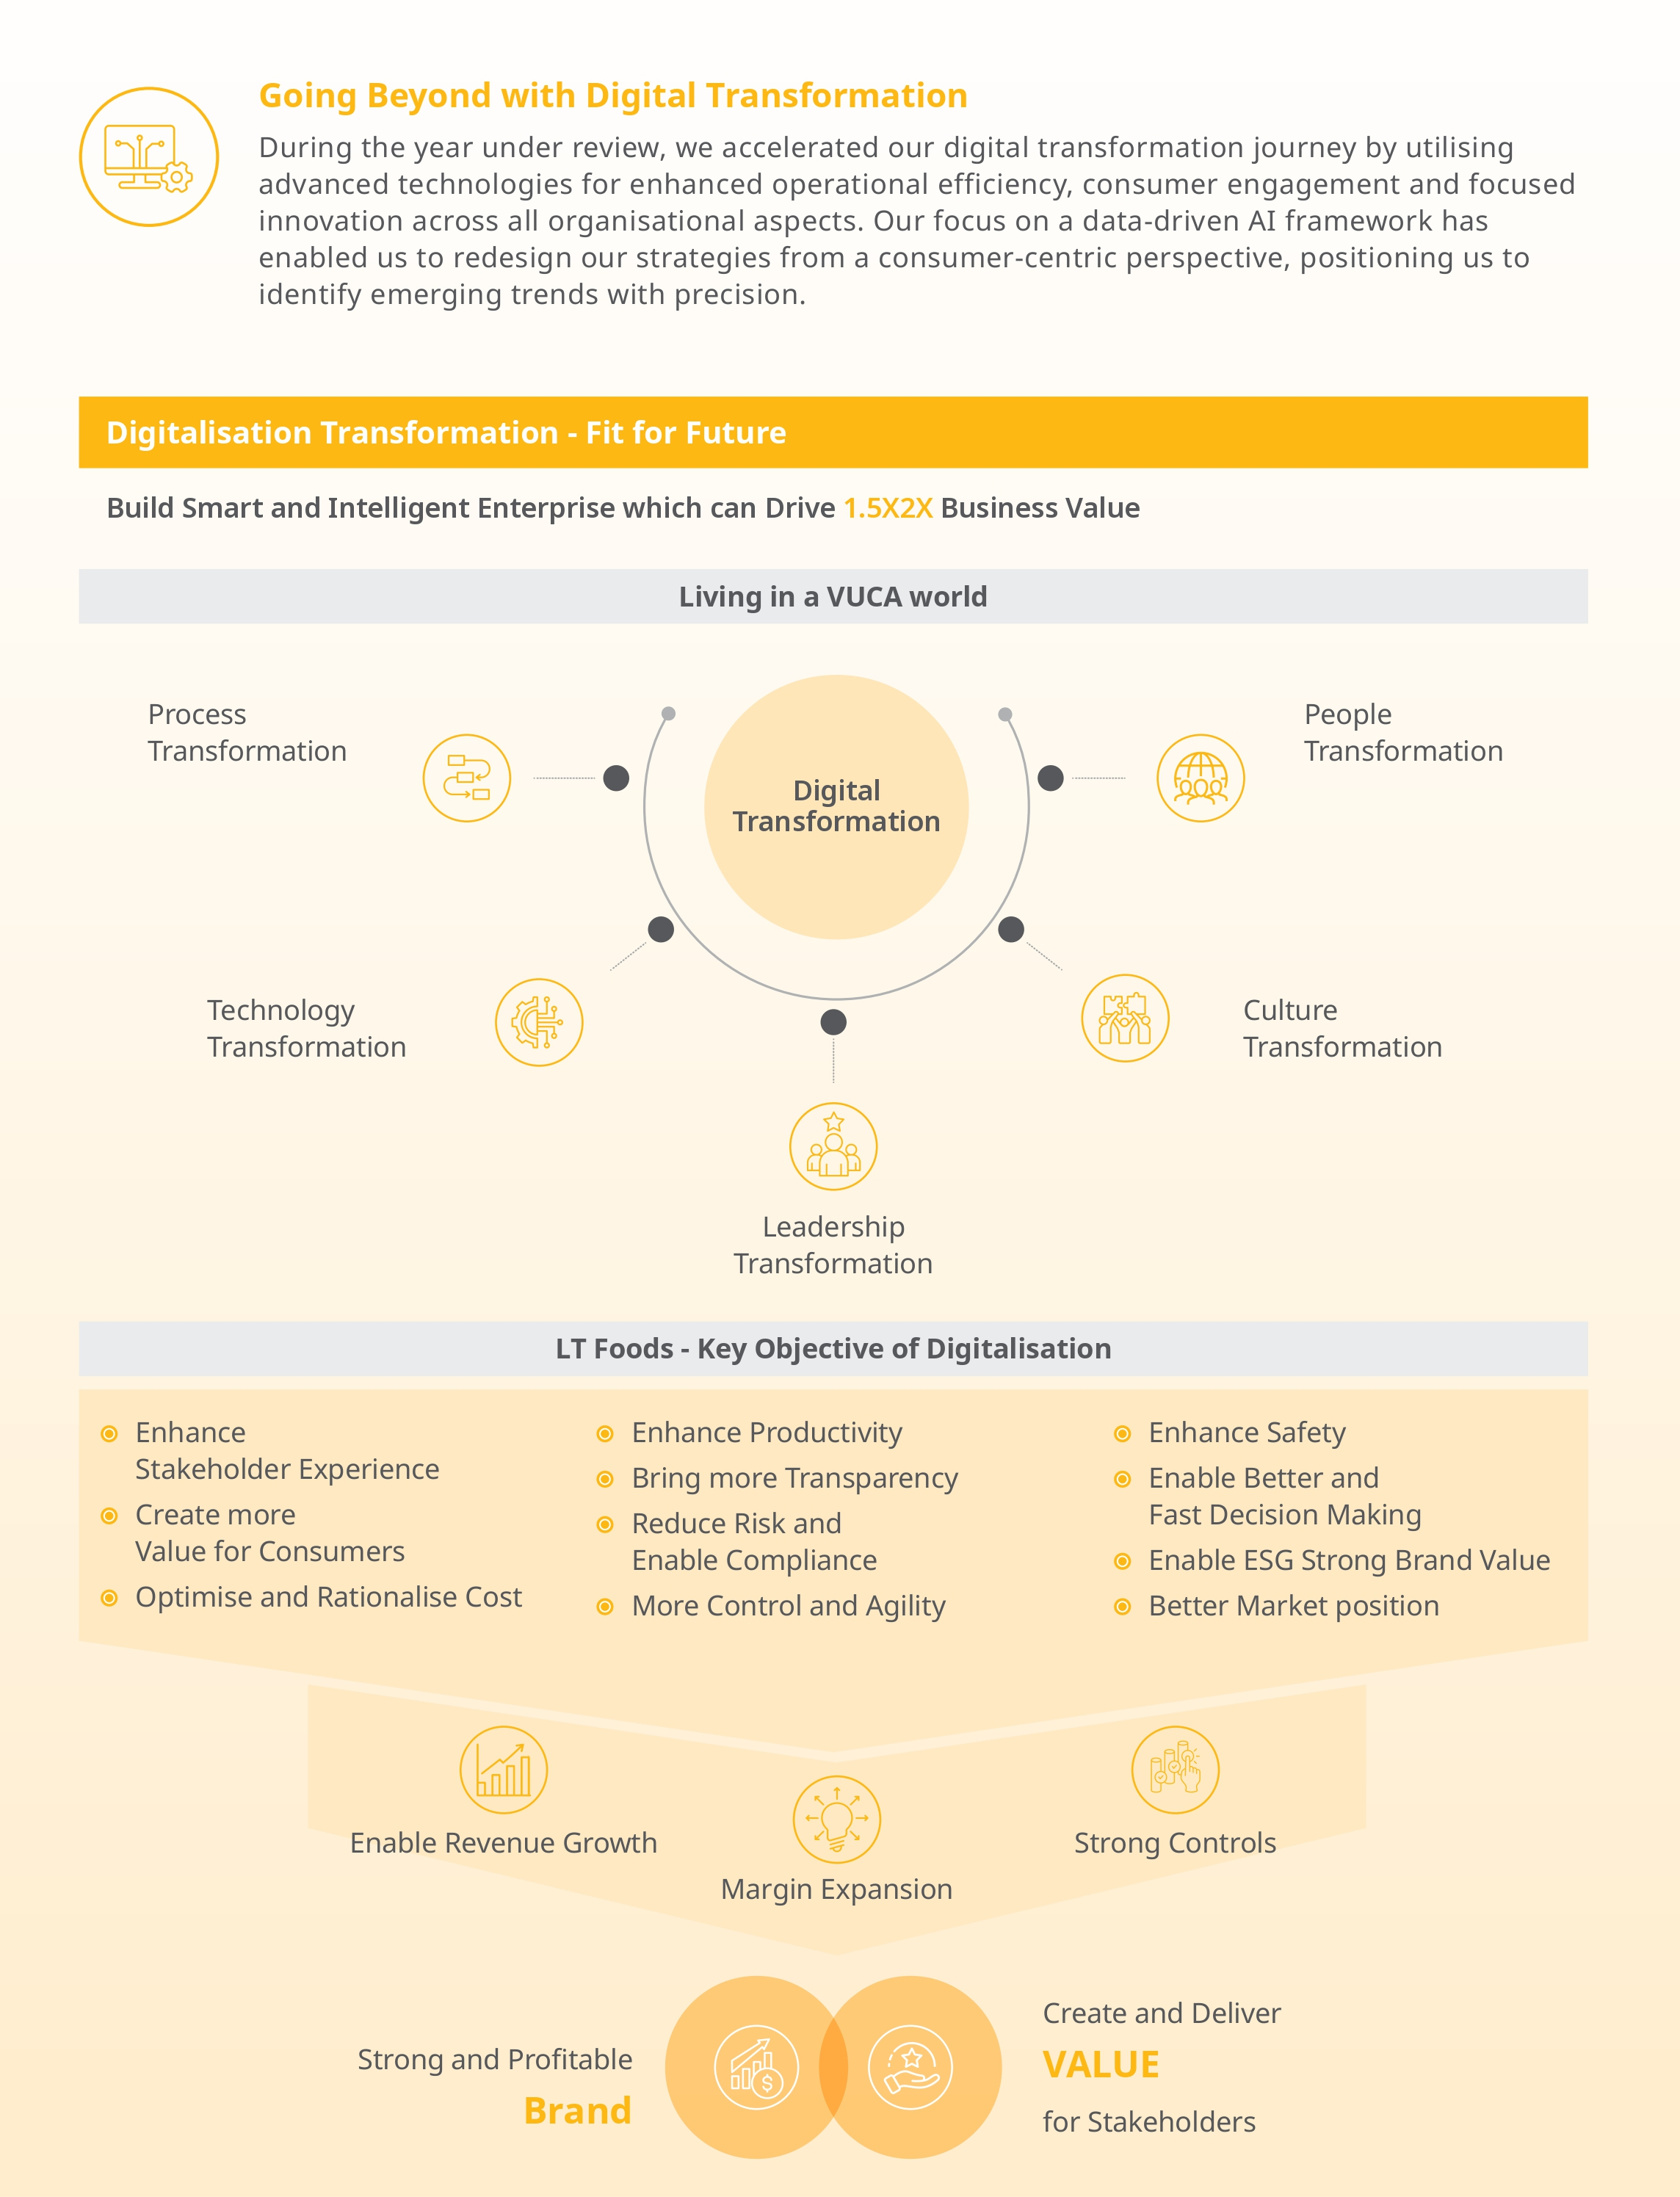 Going Beyond with Digital Transformation
During the year under review, we accelerated our digital transformation journey by utilising
advanced technologies for enhanced operational efficiency, consumer engagement and focused
innovation across all organisational aspects. Our focus on a data-driven AI framework has
enabled us to redesign our strategies from a consumer-centric perspective, positioning us to
identify emerging trends with precision.
Digitalisation Transformation - Fit for Future
Build Smart and Intelligent Enterprise which can Drive 1.5X2X Business Value
Living in a VUCA world
Process
Transformation
People
Transformation
Digital
Transformation
Technology
Transformation
Culture
Transformation
Leadership
Transformation
LT Foods - Key Objective of Digitalisation
Enhance
Stakeholder Experience
Create more
Value for Consumers
Optimise and Rationalise Cost
Enhance Productivity
Bring more Transparency
Reduce Risk and
Enable Compliance
More Control and Agility
Enhance Safety
Enable Better and
Fast Decision Making
Enable ESG Strong Brand Value
Better Market position
Enable Revenue Growth
Margin Expansion
Strong Controls
Strong and Profitable
Brand
$
Create and Deliver
VALUE
for Stakeholders